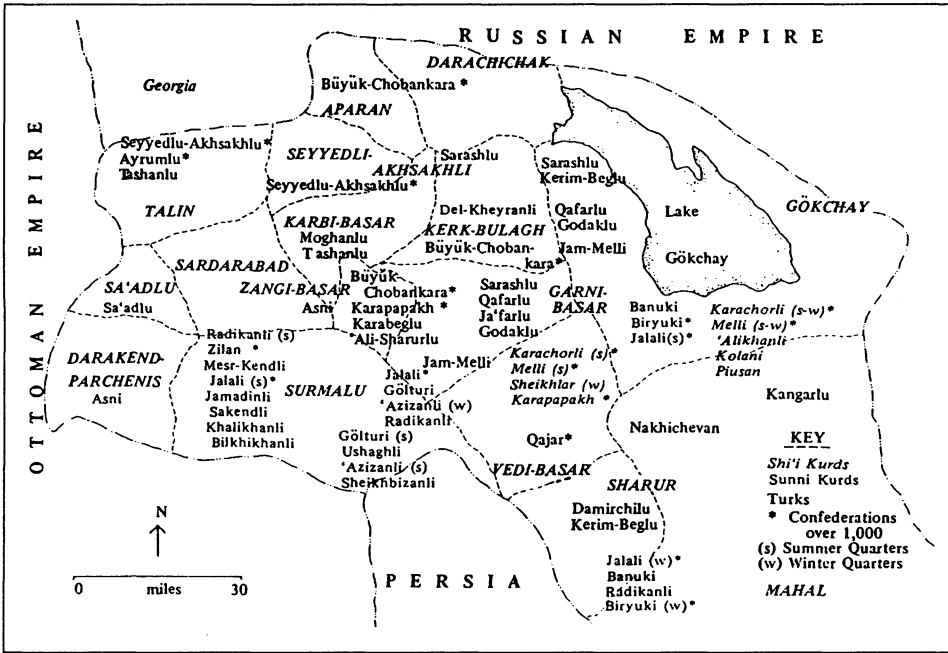 RUSSIAN EMPIRE
DARACHICHAK
Georgia
Büyük-Chobankara *
APARAN
OTTOMAN EMPIRE
Seyyedlu-Akhsakhlu*
Ayrumlu*
Tashanlu
TALIN
SEYYEDLI-
AKHSAKHLI
Seyyedlu-Akhsakhlu*
Sarashlu
Sarashlu
Kerim-Beglu
Lake
Gökchay
GÖKCHAY
KARBI-BASAR
Moghanlu
Tashanlu
Del-Kheyranli
KERK-BULAGH
Büyük-Choban-
kara*
Qafarlu
Godaklu
Jam-Melli
SARDARABAD
SA'ADLU
Sa'adlu
ZANGI-BASAR
Asni
Büyük-
Chobankara*
Karapapakh *
Karabeglu
'Ali-Sharurlu
Sarashlu
Qafarlu
Ja'farlu
Godaklu
GARNI-
BASAR
Banuki
Biryuki*
Jalali(s)*
Karachorli (s-w)*
Melli (s-w)*
'Alikhanli
Kolani
Piusan
DARAKEND-
PARCHENIS
Asni
Radikanli (s)
Zilan *
Mesr-Kendli
Jalali (s)*
Jamadinli
Sakendli
Khalikhanli
Bilkhikhanli
SURMALU
Jam-Melli
Jalali*
Gölturi
'Azizanli (w)
Radikanli
Gölturi (s)
Ushaghli
'Azizanli (s)
Sheikhbizanli
Karachorli (s)*
Melli (s)*
Sheikhlar (w)
Karapapakh *
Qajar*
VEDI-BASAR
Nakhichevan
Kangarlu
SHARUR
Damirchilu
Kerim-Beglu
Jalali (w)*
Banuki
Radikanli
Biryuki (w)*
PERSIA
N
0 miles 30
KEY
Shi'i Kurds
Sunni Kurds
Turks
* Confederations
over 1,000
(s) Summer Quarters
(w) Winter Quarters
MAHAL